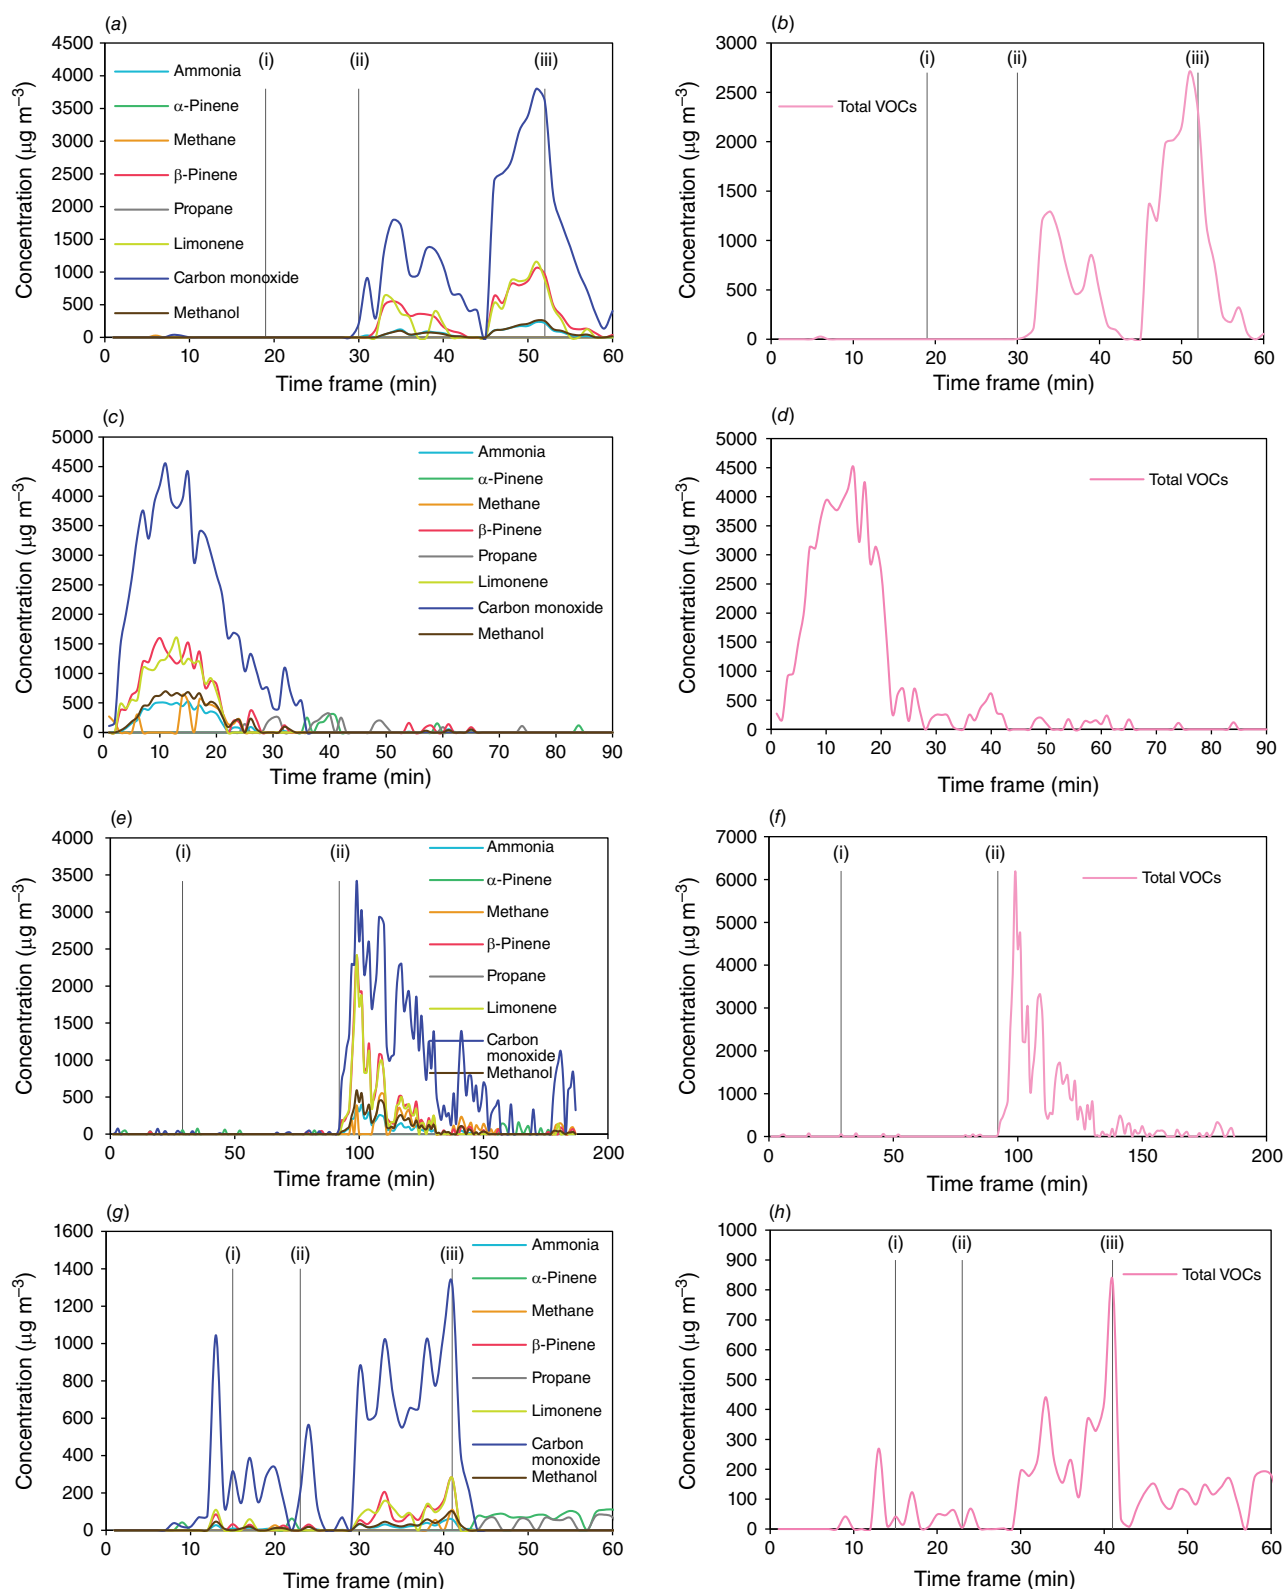 (a)
4500
4000
3500
3000
2500
2000
1500
1000
500
0
Concentration (μg m⁻³)
(i)
(ii)
(iii)
Ammonia
α-Pinene
Methane
β-Pinene
Propane
Limonene
Carbon monoxide
Methanol
0 10 20 30 40 50 60
Time frame (min)
(b)
3000
2500
2000
1500
1000
500
0
Concentration (μg m⁻³)
(i)
(ii)
(iii)
Total VOCs
0 10 20 30 40 50 60
Time frame (min)
(c)
5000
4500
4000
3500
3000
2500
2000
1500
1000
500
0
Concentration (μg m⁻³)
Ammonia
α-Pinene
Methane
β-Pinene
Propane
Limonene
Carbon monoxide
Methanol
0 10 20 30 40 50 60 70 80 90
Time frame (min)
(d)
5000
4500
4000
3500
3000
2500
2000
1500
1000
500
0
Concentration (μg m⁻³)
Total VOCs
0 10 20 30 40 50 60 70 80 90
Time frame (min)
(e)
4000
3500
3000
2500
2000
1500
1000
500
0
Concentration (μg m⁻³)
(i)
(ii)
Ammonia
α-Pinene
Methane
β-Pinene
Propane
Limonene
Carbon
monoxide
Methanol
0 50 100 150 200
Time frame (min)
(f)
7000
6000
5000
4000
3000
2000
1000
0
Concentration (μg m⁻³)
(i)
(ii)
Total VOCs
0 50 100 150 200
Time frame (min)
(g)
1600
1400
1200
1000
800
600
400
200
0
Concentration (μg m⁻³)
(i)
(ii)
(iii)
Ammonia
α-Pinene
Methane
β-Pinene
Propane
Limonene
Carbon
monoxide
Methanol
0 10 20 30 40 50 60
Time frame (min)
(h)
1000
900
800
700
600
500
400
300
200
100
0
Concentration (μg m⁻³)
(i)
(ii)
(iii)
Total VOCs
0 10 20 30 40 50 60
Time frame (min)